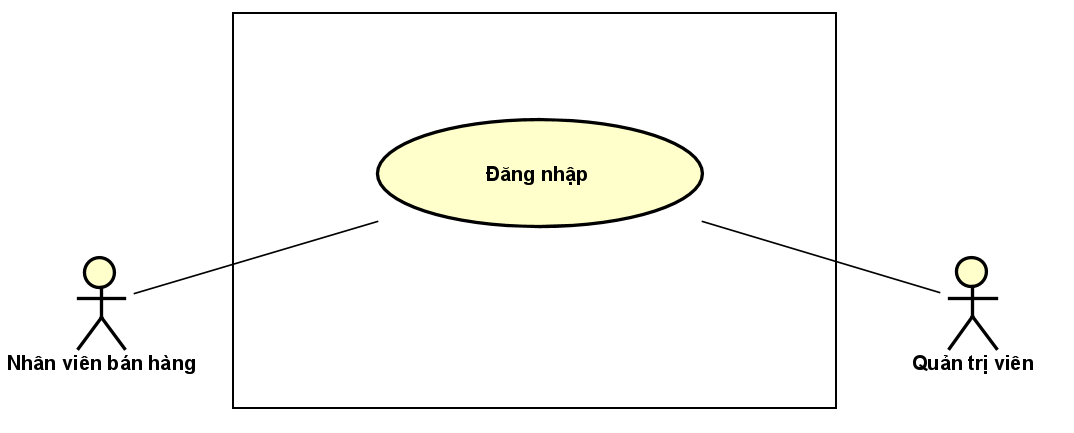 Đăng nhập
Nhân viên bán hàng
Quản trị viên